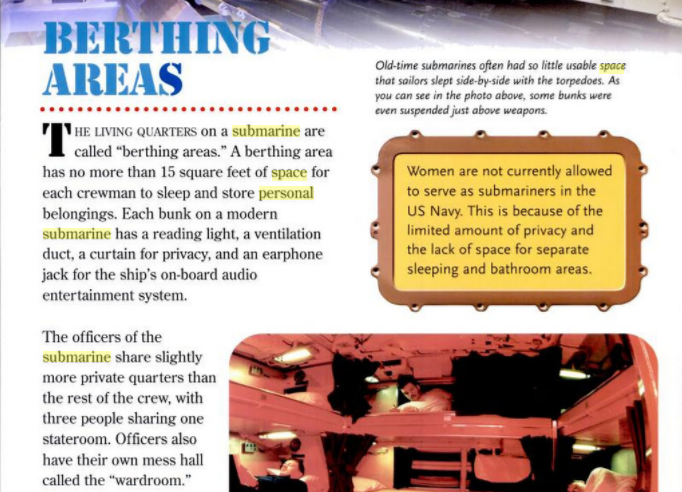 BERTHING
AREAS
THE LIVING QUARTERS on a submarine are
called “berthing areas.” A berthing area
has no more than 15 square feet of space for
each crewman to sleep and store personal
belongings. Each bunk on a modern
submarine has a reading light, a ventilation
duct, a curtain for privacy, and an earphone
jack for the ship’s on-board audio
entertainment system.
The officers of the
submarine share slightly
more private quarters than
the rest of the crew, with
three people sharing one
stateroom. Officers also
have their own mess hall
called the “wardroom.”
Old-time submarines often had so little usable space
that sailors slept side-by-side with the torpedoes. As
you can see in the photo above, some bunks were
even suspended just above weapons.
Women are not currently allowed
to serve as submariners in the
US Navy. This is because of the
limited amount of privacy and
the lack of space for separate
sleeping and bathroom areas.